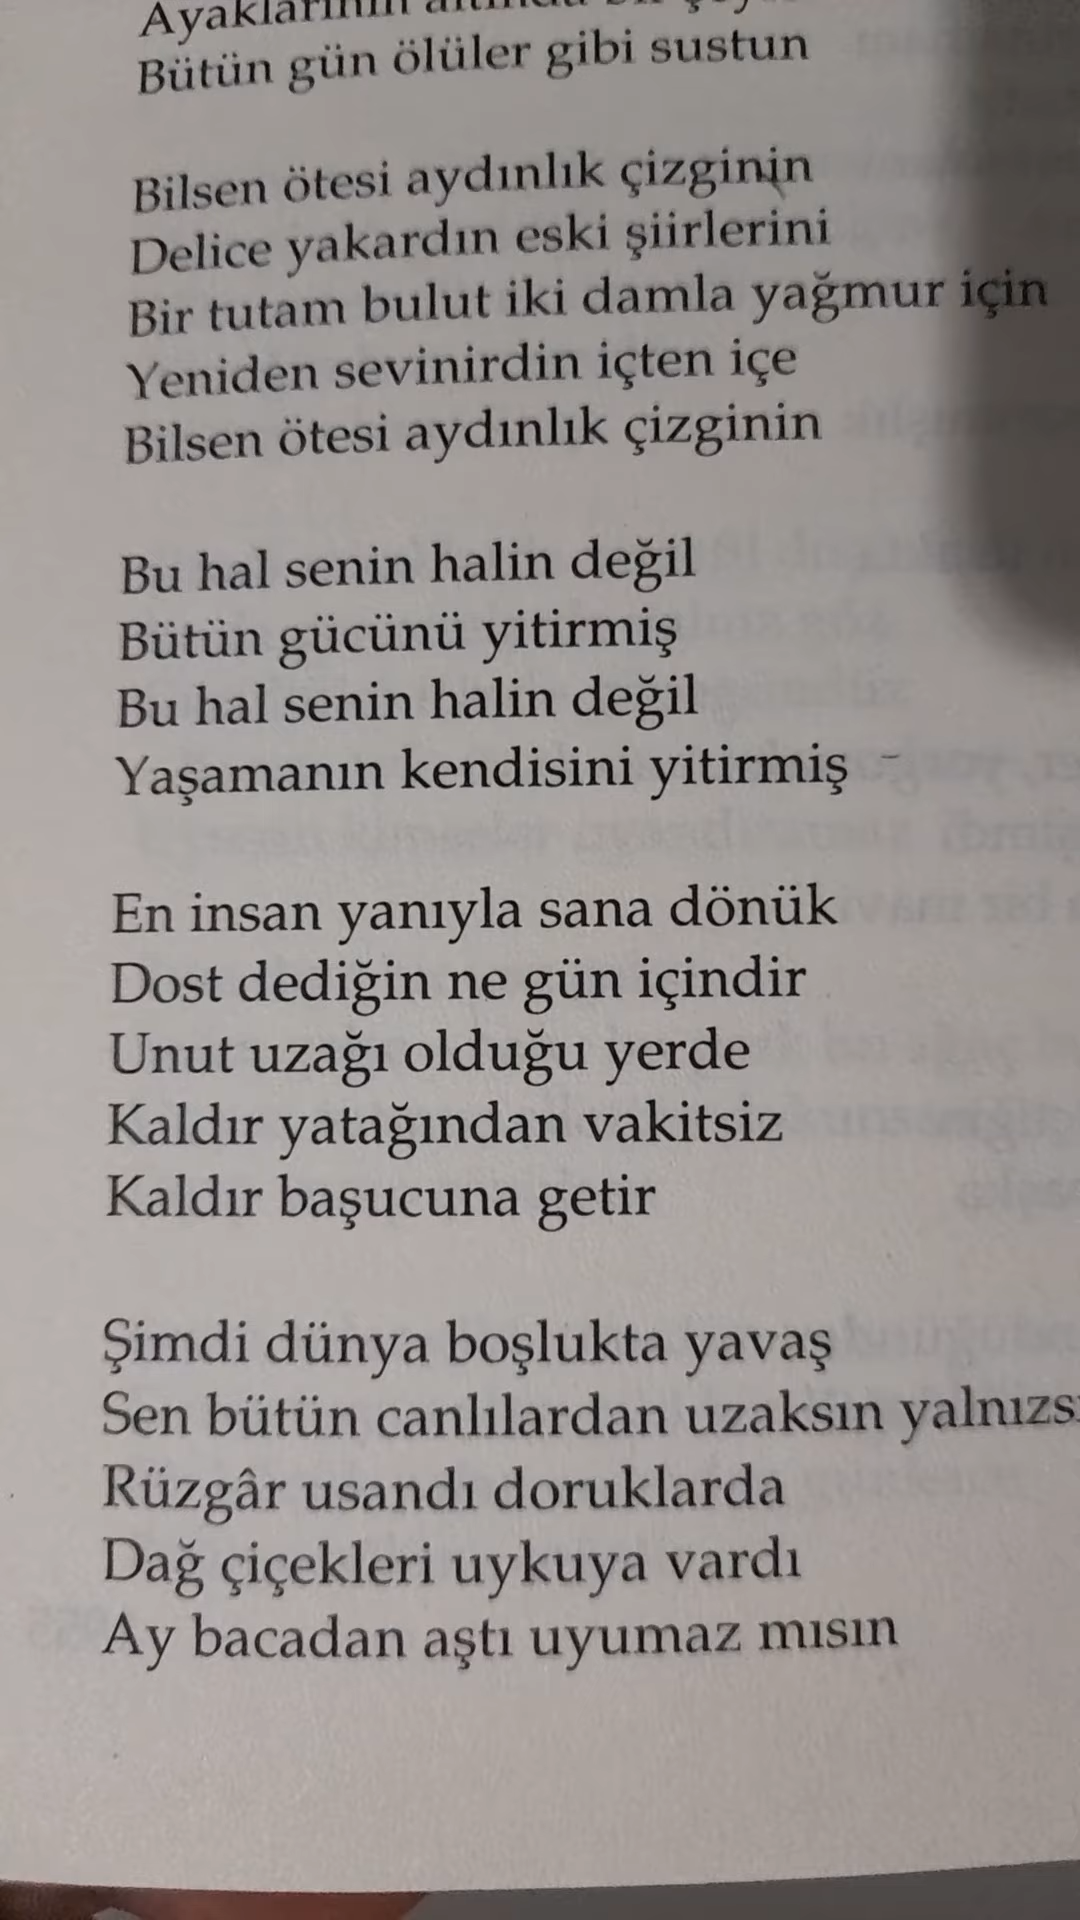 Ayaklarının altında bir
Bütün gün ölüler gibi sustun
Bilsen ötesi aydınlık çizginin
Delice yakardın eski şiirlerini
Bir tutam bulut iki damla yağmur için
Yeniden sevinirdin içten içe
Bilsen ötesi aydınlık çizginin
Bu hal senin halin değil
Bütün gücünü yitirmiş
Bu hal senin halin değil
Yaşamanın kendisini yitirmiş
En insan yanıyla sana dönük
Dost dediğin ne gün içindir
Unut uzağı olduğu yerde
Kaldır yatağından vakitsiz
Kaldır başucuna getir
Şimdi dünya boşlukta yavaş
Sen bütün canlılardan uzaksın
Rüzgâr usandı doruklarda
Dağ çiçekleri uykuya vardı
Ay bacadan aştı uyumaz mısın